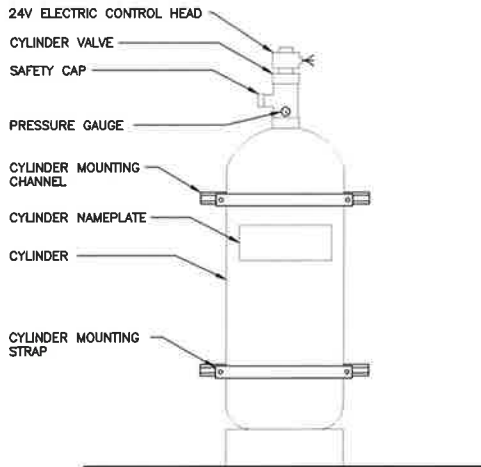 24V ELECTRIC CONTROL HEAD
CYLINDER VALVE
SAFETY CAP
PRESSURE GAUGE
CYLINDER MOUNTING
CHANNEL
CYLINDER NAMEPLATE
CYLINDER
CYLINDER MOUNTING
STRAP